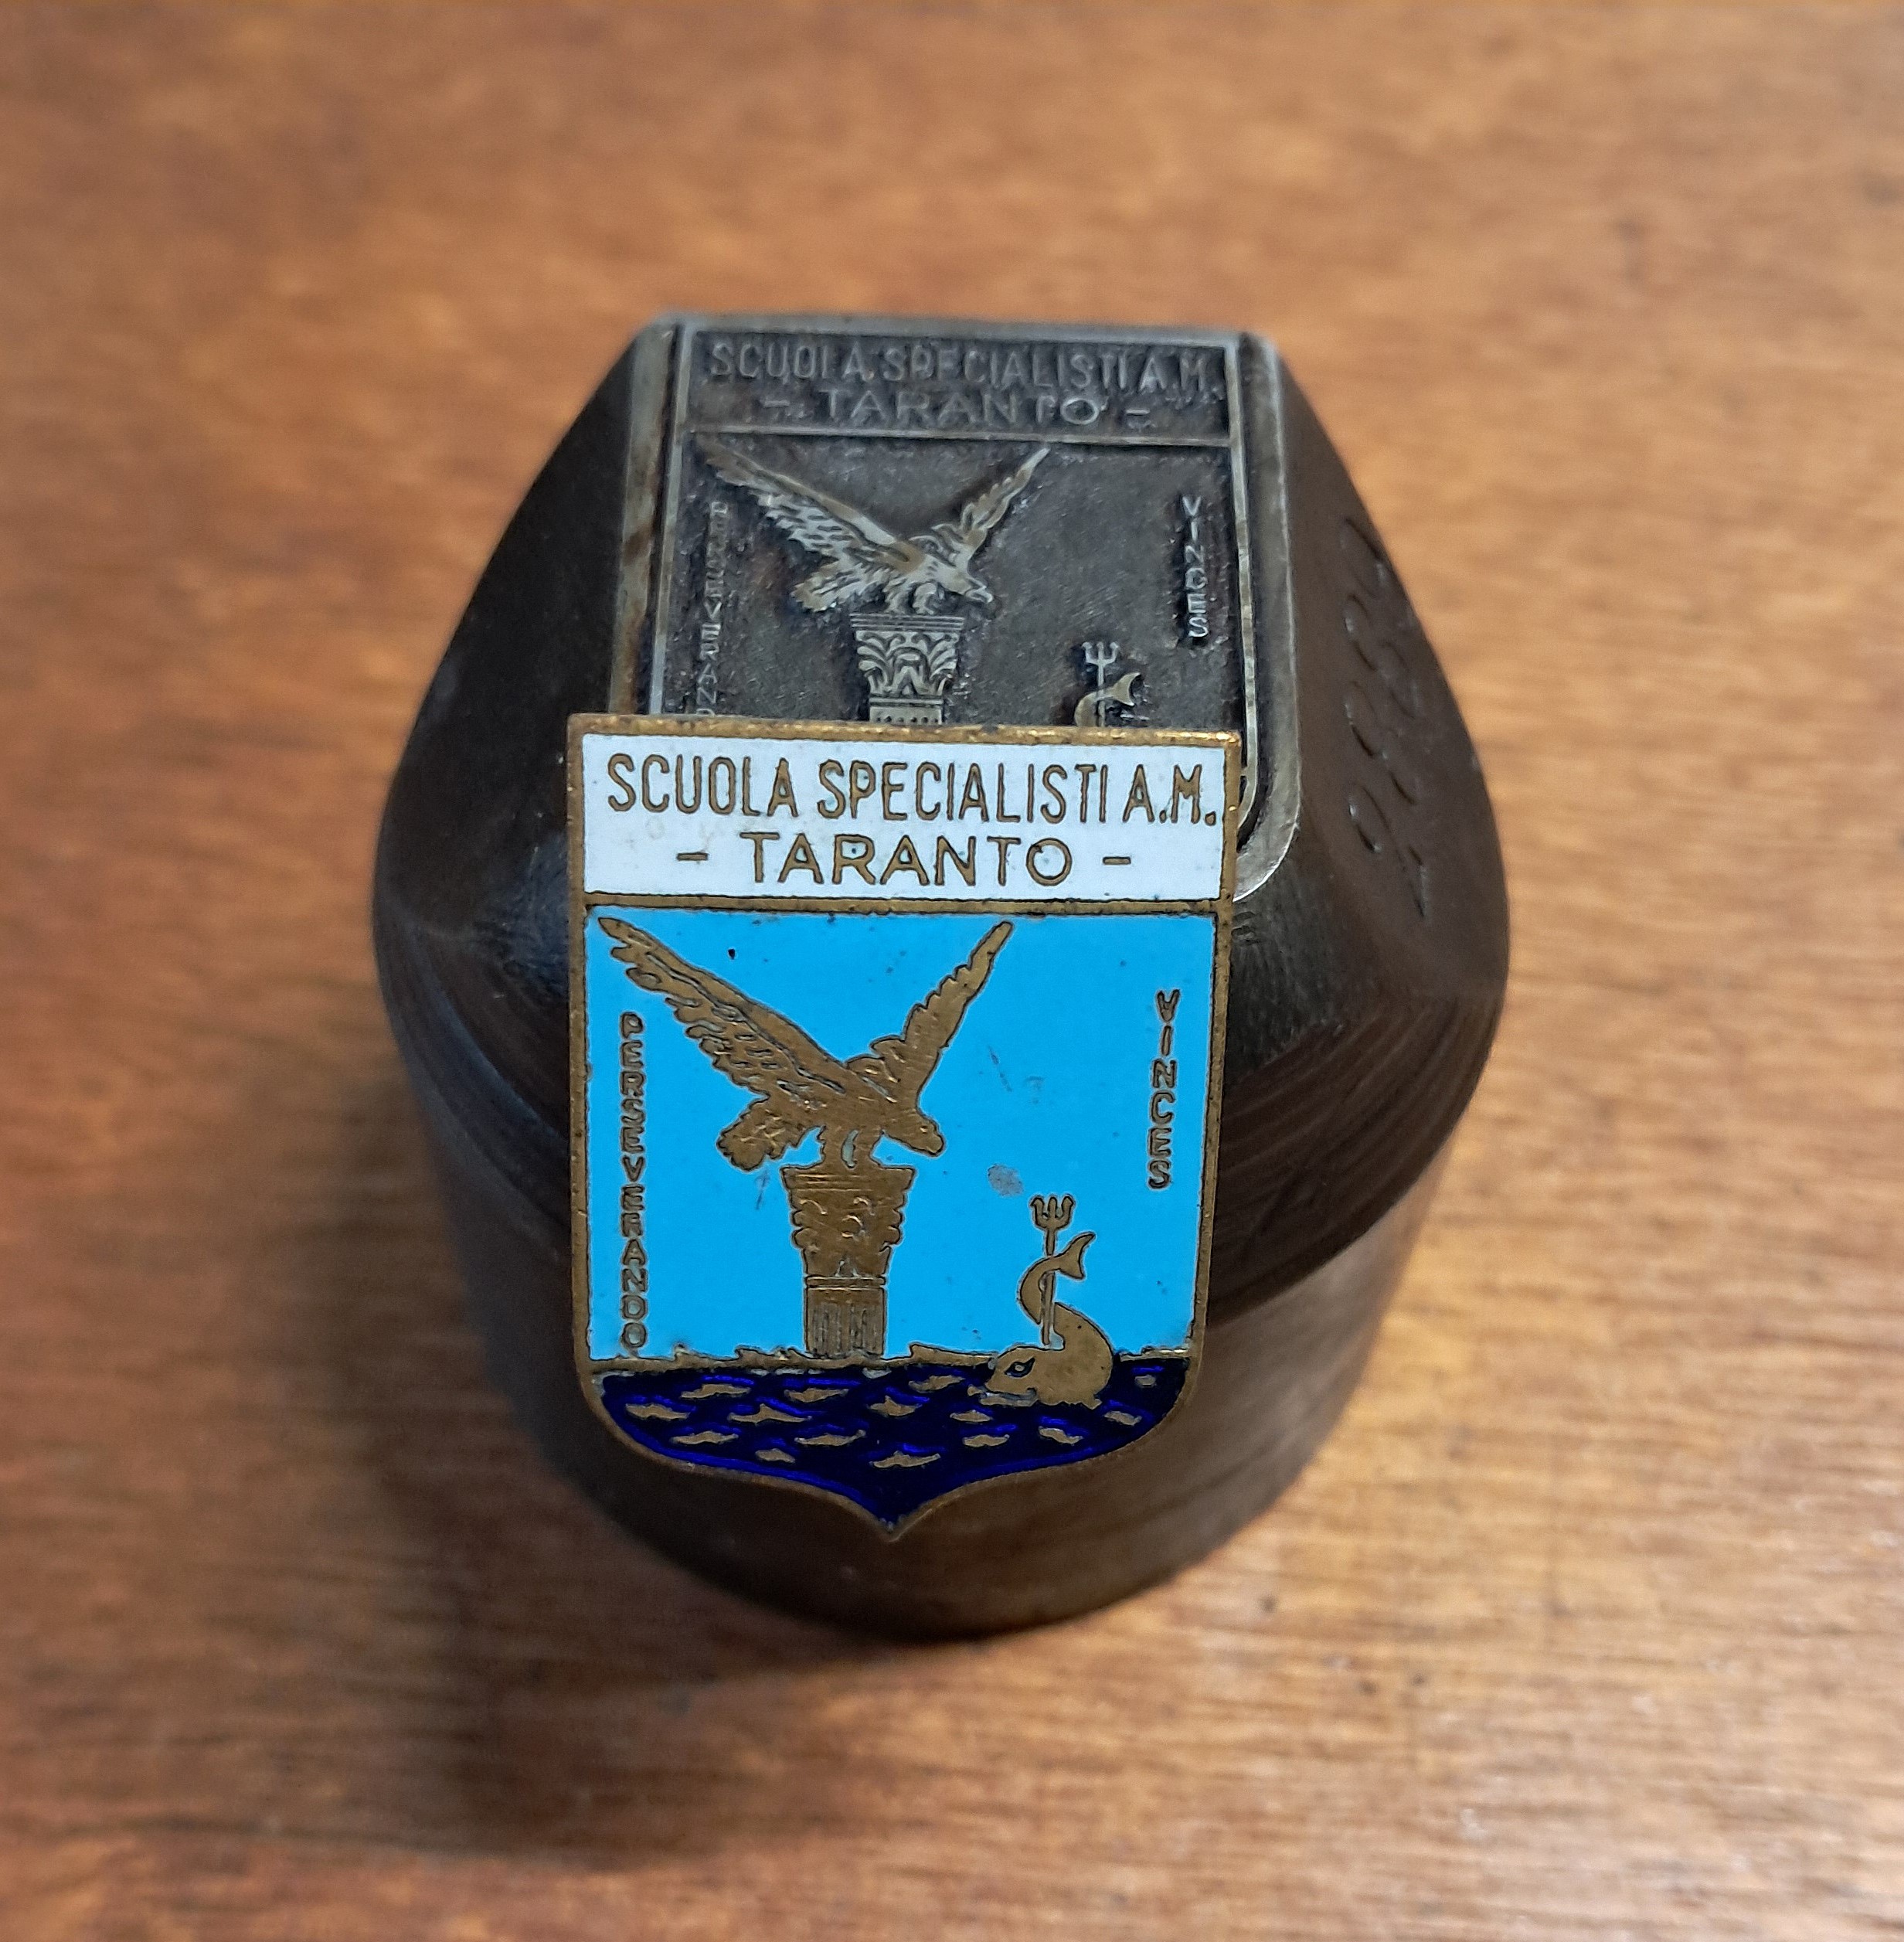 SCUOLA SPECIALISTI A.M.
- TARANTO -
VINCES
SCUOLA SPECIALISTI A.M.
- TARANTO -
PERSEVERANDO
VINCES